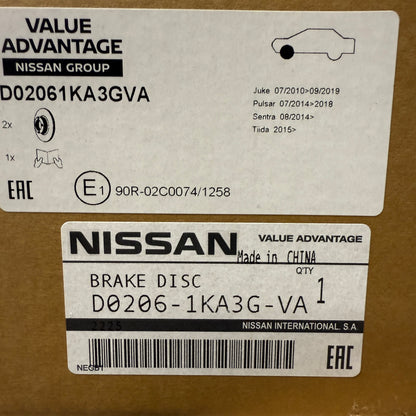 VALUE
ADVANTAGE
NISSAN GROUP
D02061KA3GVA
2x
1x
EAC
E1 90R-02C0074/1258
Juke 07/2010>09/2019
Pulsar 07/2014>2018
Sentra 08/2014>
Tiida 2015>
NISSAN VALUE ADVANTAGE
Made in CHINA
BRAKE DISC Q'TY
D0206-1KA3G-VA 1
2225 NISSAN INTERNATIONAL. S.A
NEGB1 EAC